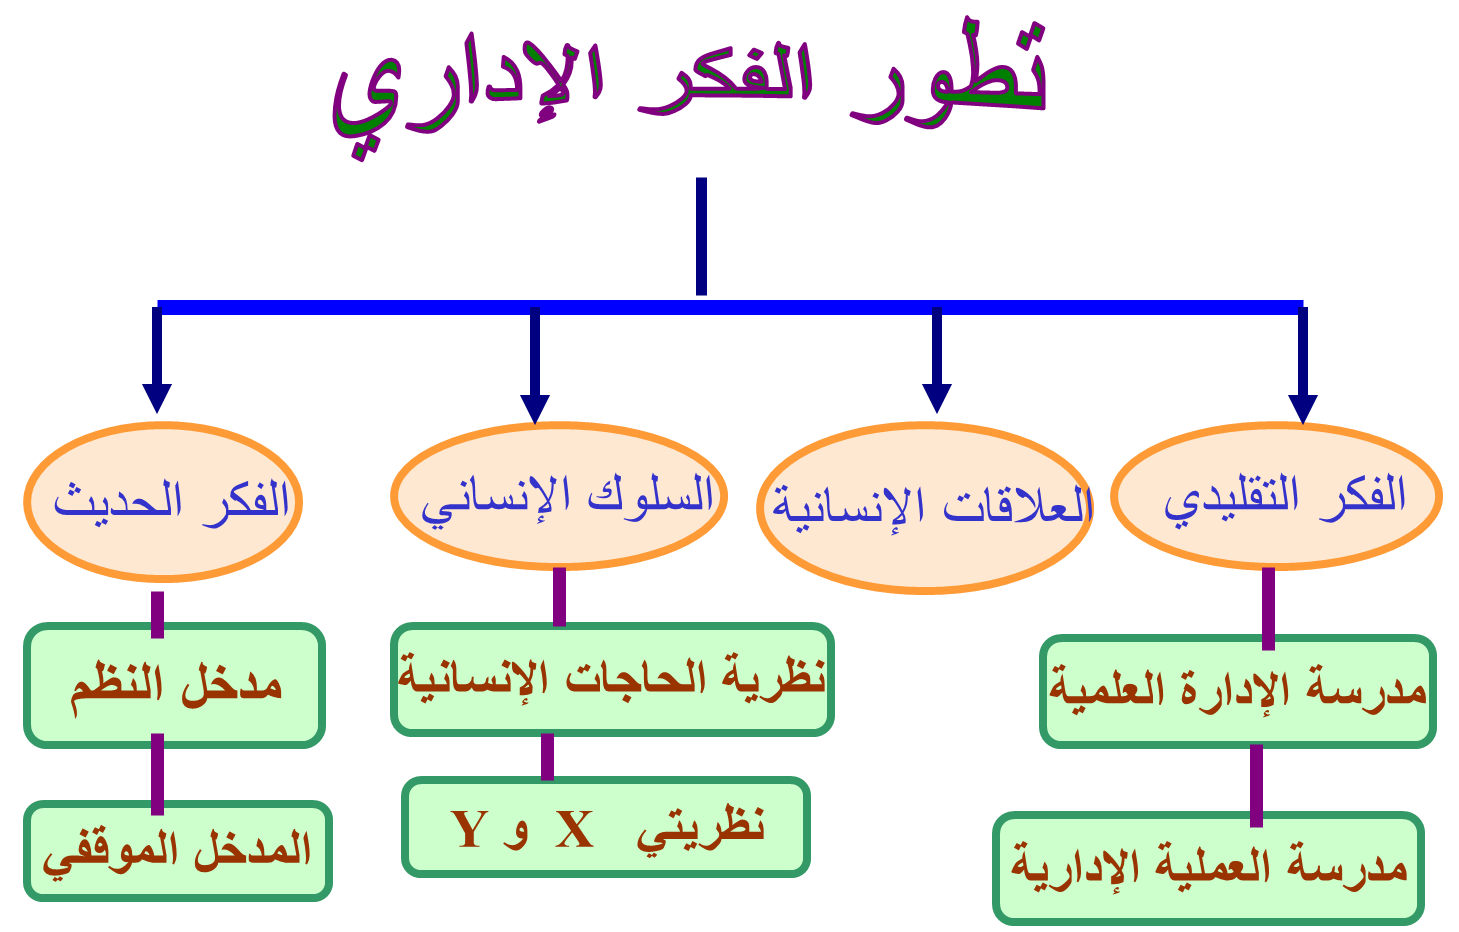 تطور الفكر الإداري
الفكر التقليدي
العلاقات الإنسانية
السلوك الإنساني
الفكر الحديث
مدرسة الإدارة العلمية
نظرية الحاجات الإنسانية
مدخل النظم
مدرسة العملية الإدارية
نظريتي X و Y
المدخل الموقفي